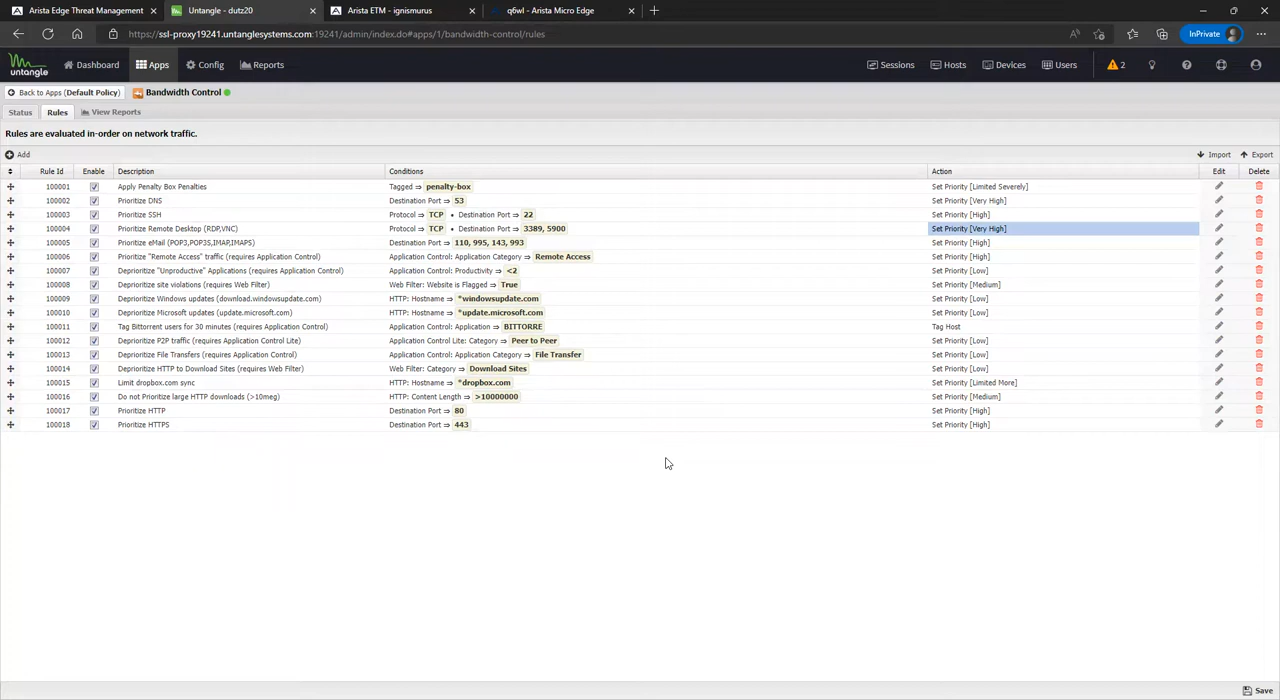 Arista Edge Threat Management
Untangle - dutz20
Arista ETM - ignismurus
q6wl - Arista Micro Edge
https://ssl-proxy19241.untanglesystems.com:19241/admin/index.do#apps/1/bandwidth-control/rules
InPrivate
untangle
Dashboard Apps Config Reports Sessions Hosts Devices Users 2
Back to Apps (Default Policy) Bandwidth Control
Status Rules View Reports
Rules are evaluated in-order on network traffic.
Add Import Export
Rule Id Enable Description Conditions Action Edit Delete
100001 Apply Penalty Box Penalties Tagged ⇒ penalty-box Set Priority [Limited Severely]
100002 Prioritize DNS Destination Port ⇒ 53 Set Priority [Very High]
100003 Prioritize SSH Protocol ⇒ TCP • Destination Port ⇒ 22 Set Priority [High]
100004 Prioritize Remote Desktop (RDP,VNC) Protocol ⇒ TCP • Destination Port ⇒ 3389, 5900 Set Priority [Very High]
100005 Prioritize eMail (POP3,POP3S,IMAP,IMAPS) Destination Port ⇒ 110, 995, 143, 993 Set Priority [High]
100006 Prioritize "Remote Access" traffic (requires Application Control) Application Control: Application Category ⇒ Remote Access Set Priority [High]
100007 Deprioritize "Unproductive" Applications (requires Application Control) Application Control: Productivity ⇒ <2 Set Priority [Low]
100008 Deprioritize site violations (requires Web Filter) Web Filter: Website is Flagged ⇒ True Set Priority [Medium]
100009 Deprioritize Windows updates (download.windowsupdate.com) HTTP: Hostname ⇒ *windowsupdate.com Set Priority [Low]
100010 Deprioritize Microsoft updates (update.microsoft.com) HTTP: Hostname ⇒ *update.microsoft.com Set Priority [Low]
100011 Tag Bittorrent users for 30 minutes (requires Application Control) Application Control: Application ⇒ BITTORRE Tag Host
100012 Deprioritize P2P traffic (requires Application Control Lite) Application Control Lite: Category ⇒ Peer to Peer Set Priority [Low]
100013 Deprioritize File Transfers (requires Application Control) Application Control: Application Category ⇒ File Transfer Set Priority [Low]
100014 Deprioritize HTTP to Download Sites (requires Web Filter) Web Filter: Category ⇒ Download Sites Set Priority [Low]
100015 Limit dropbox.com sync HTTP: Hostname ⇒ *dropbox.com Set Priority [Limited More]
100016 Do not Prioritize large HTTP downloads (>10meg) HTTP: Content Length ⇒ >10000000 Set Priority [Medium]
100017 Prioritize HTTP Destination Port ⇒ 80 Set Priority [High]
100018 Prioritize HTTPS Destination Port ⇒ 443 Set Priority [High]
Save